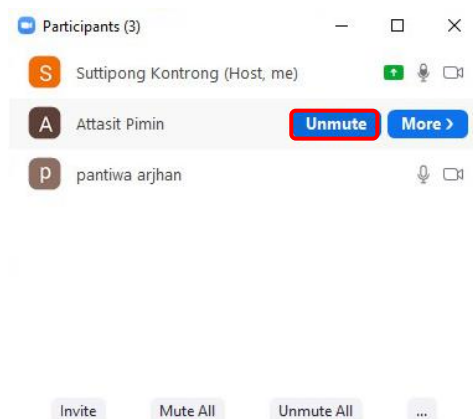 Participants (3)
S Suttipong Kontrong (Host, me)
A Attasit Pimin Unmute More >
p pantiwa arjhan
Invite Mute All Unmute All ...